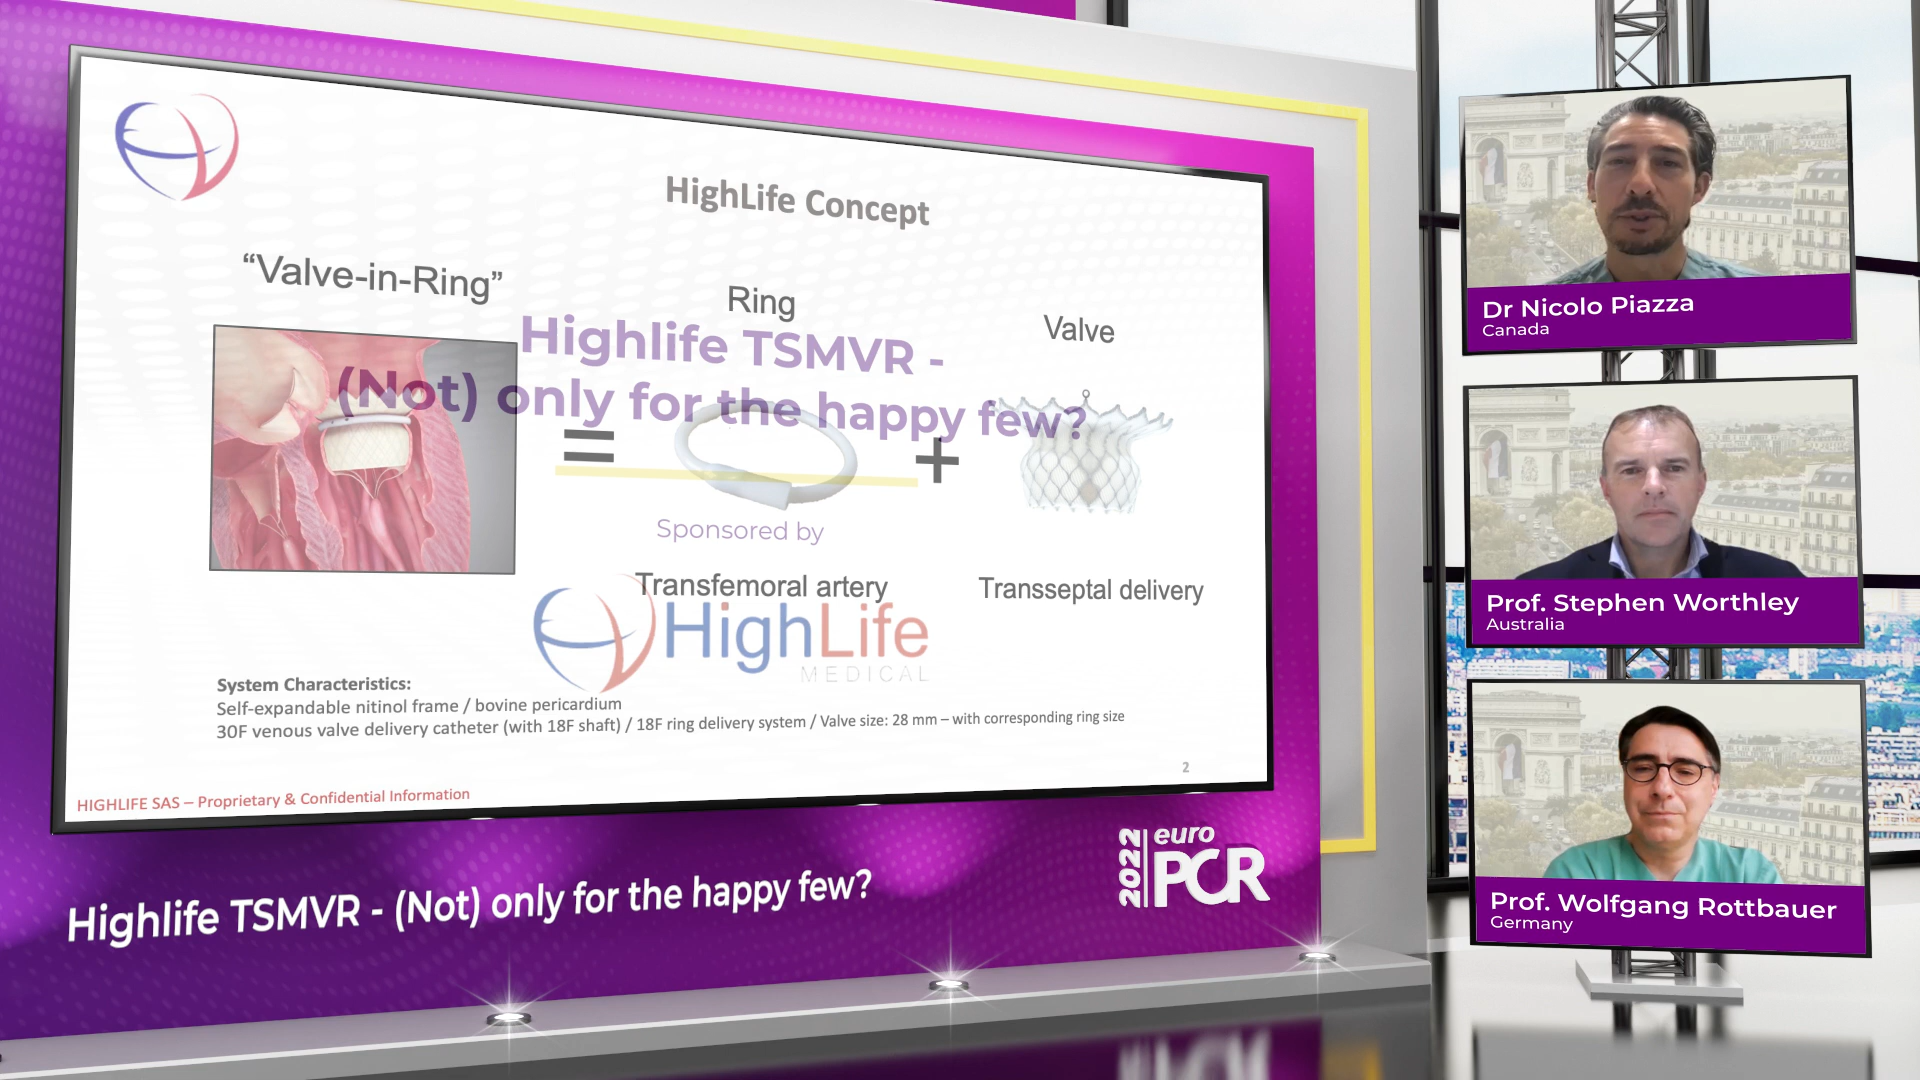 HighLife Concept
“Valve-in-Ring”
Ring
Valve
Highlife TSMVR -
(Not) only for the happy few?
=
+
Sponsored by
Transfemoral artery
Transseptal delivery
HighLife
MEDICAL
System Characteristics:
Self-expandable nitinol frame / bovine pericardium
30F venous valve delivery catheter (with 18F shaft) / 18F ring delivery system / Valve size: 28 mm – with corresponding ring size
2
HIGHLIFE SAS – Proprietary & Confidential Information
Highlife TSMVR - (Not) only for the happy few?
2022
euro
PCR
Dr Nicolo Piazza
Canada
Prof. Stephen Worthley
Australia
Prof. Wolfgang Rottbauer
Germany